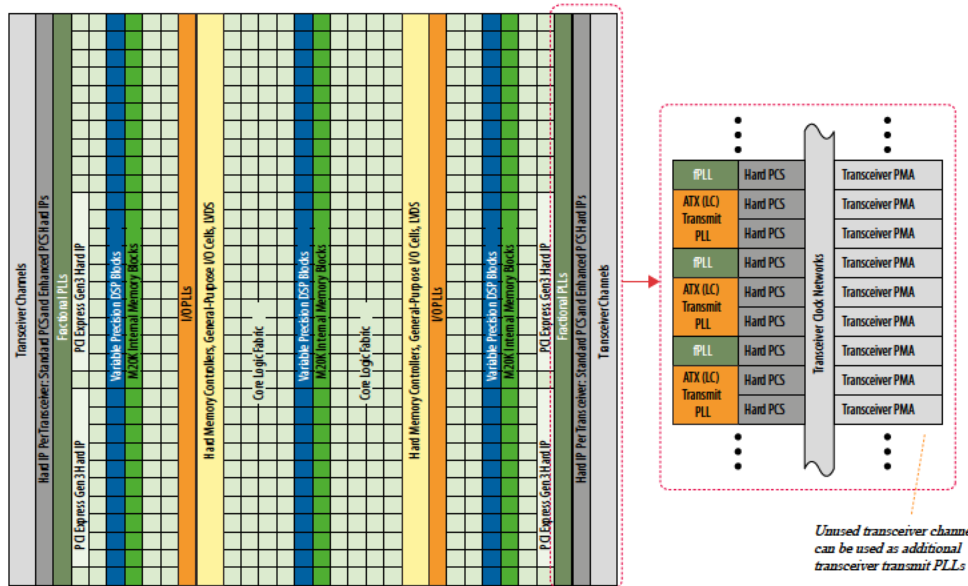 Transceiver Channels
Hard IP Per Transceiver: Standard PCS and Enhanced PCS Hard IPs
Fractional PLLs
PCI Express Gen3 Hard IP
PCI Express Gen3 Hard IP
Variable Precision DSP Blocks
M20K Internal Memory Blocks
I/O PLLs
Hard Memory Controllers, General-Purpose I/O Cells, LVDS
Core Logic Fabric
Variable Precision DSP Blocks
M20K Internal Memory Blocks
Core Logic Fabric
Hard Memory Controllers, General-Purpose I/O Cells, LVDS
I/O PLLs
Variable Precision DSP Blocks
M20K Internal Memory Blocks
PCI Express Gen3 Hard IP
PCI Express Gen3 Hard IP
Fractional PLLs
Hard IP Per Transceiver: Standard PCS and Enhanced PCS Hard IPs
Transceiver Channels
fPLL
Hard PCS
Transceiver PMA
ATX (LC)
Transmit
PLL
Hard PCS
Transceiver PMA
Hard PCS
Transceiver PMA
fPLL
Hard PCS
Transceiver PMA
ATX (LC)
Transmit
PLL
Hard PCS
Transceiver PMA
Hard PCS
Transceiver PMA
fPLL
Hard PCS
Transceiver PMA
ATX (LC)
Transmit
PLL
Hard PCS
Transceiver PMA
Hard PCS
Transceiver PMA
Transceiver Clock Networks
Unused transceiver channe
can be used as additional
transceiver transmit PLLs